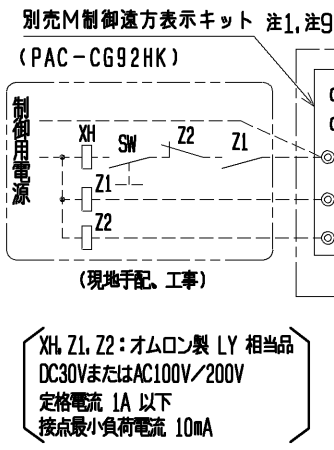 別売M制御遠方表示キット 注1,注9
(PAC-CG92HK)
制御用電源
XH
SW
Z2
Z1
Z1
Z2
(現地手配、工事)
XH, Z1, Z2:オムロン製 LY 相当品
DC30VまたはAC100V/200V
定格電流 1A 以下
接点最小負荷電流 10mA